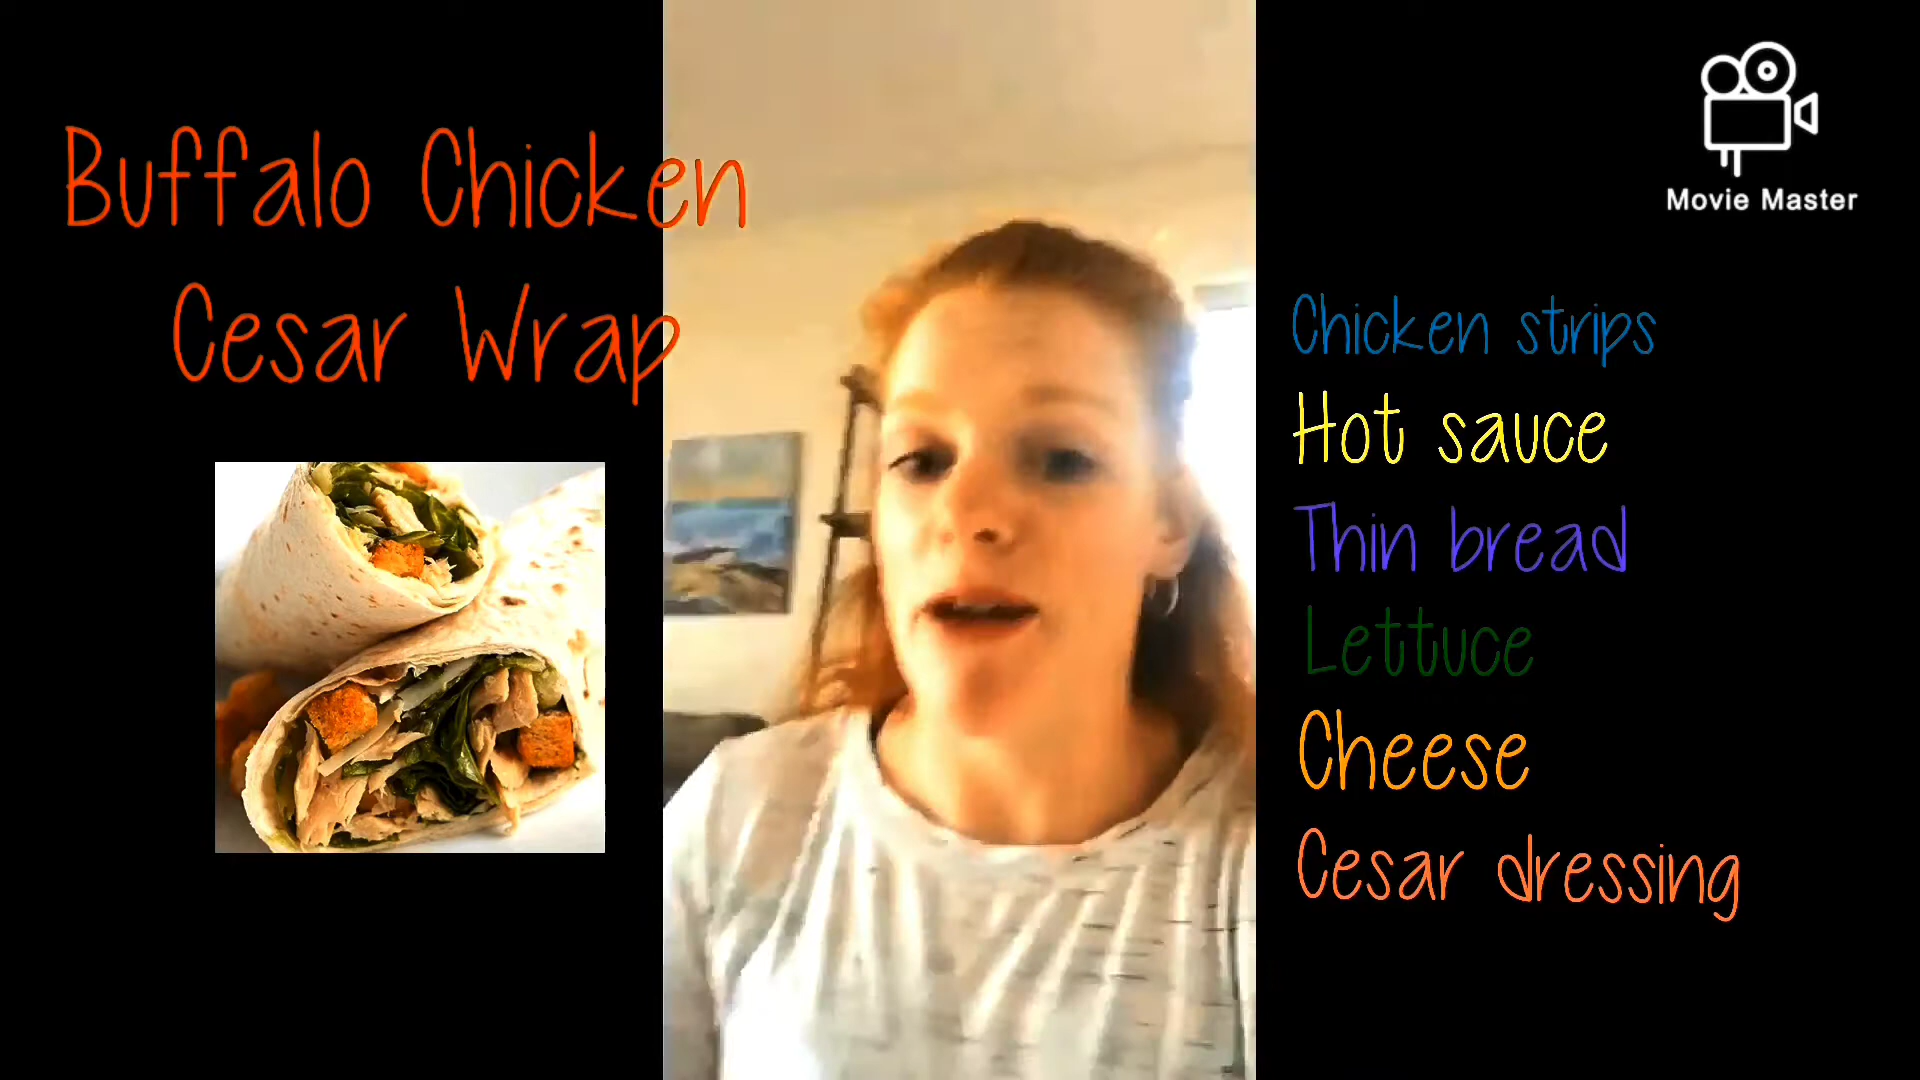 Buffalo Chicken
Cesar Wrap
Movie Master
Chicken strips
Hot sauce
Thin bread
Lettuce
Cheese
Cesar dressing